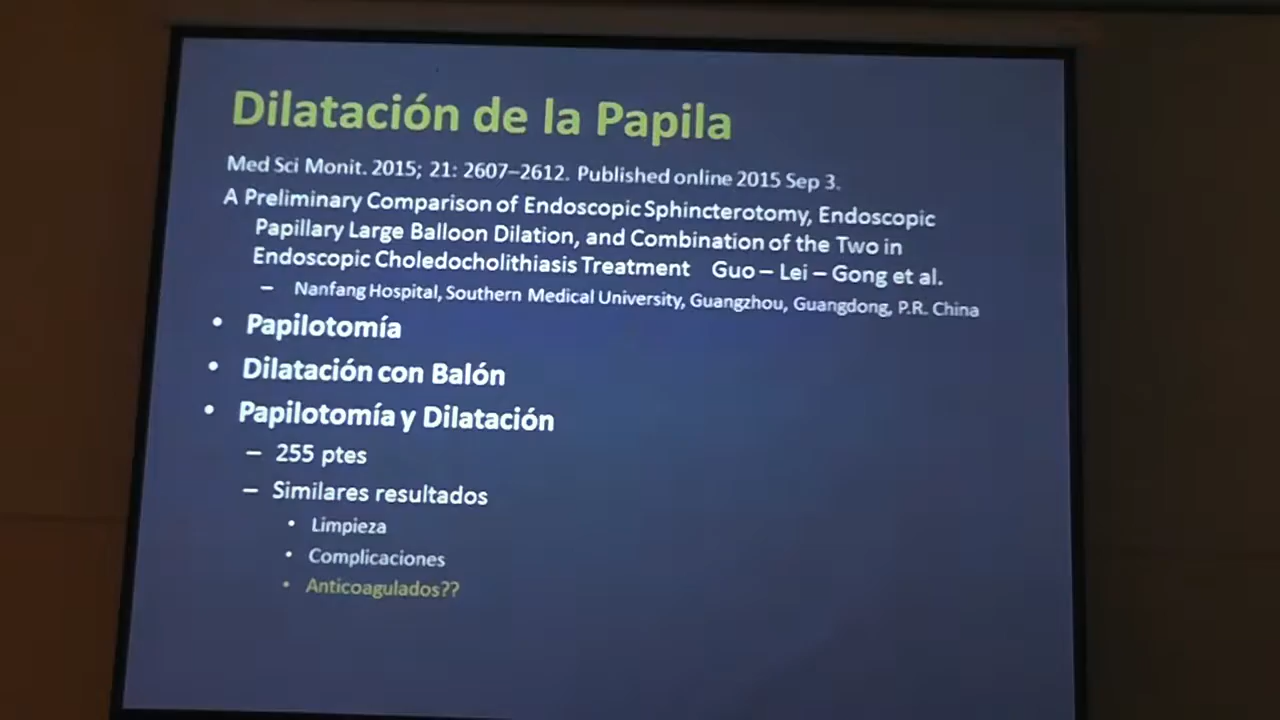 Dilatación de la Papila
Med Sci Monit. 2015; 21: 2607–2612. Published online 2015 Sep 3.
A Preliminary Comparison of Endoscopic Sphincterotomy, Endoscopic
Papillary Large Balloon Dilation, and Combination of the Two in
Endoscopic Choledocholithiasis Treatment Guo – Lei – Gong et al.
– Nanfang Hospital, Southern Medical University, Guangzhou, Guangdong, P.R. China
• Papilotomía
• Dilatación con Balón
• Papilotomía y Dilatación
– 255 ptes
– Similares resultados
• Limpieza
• Complicaciones
• Anticoagulados??